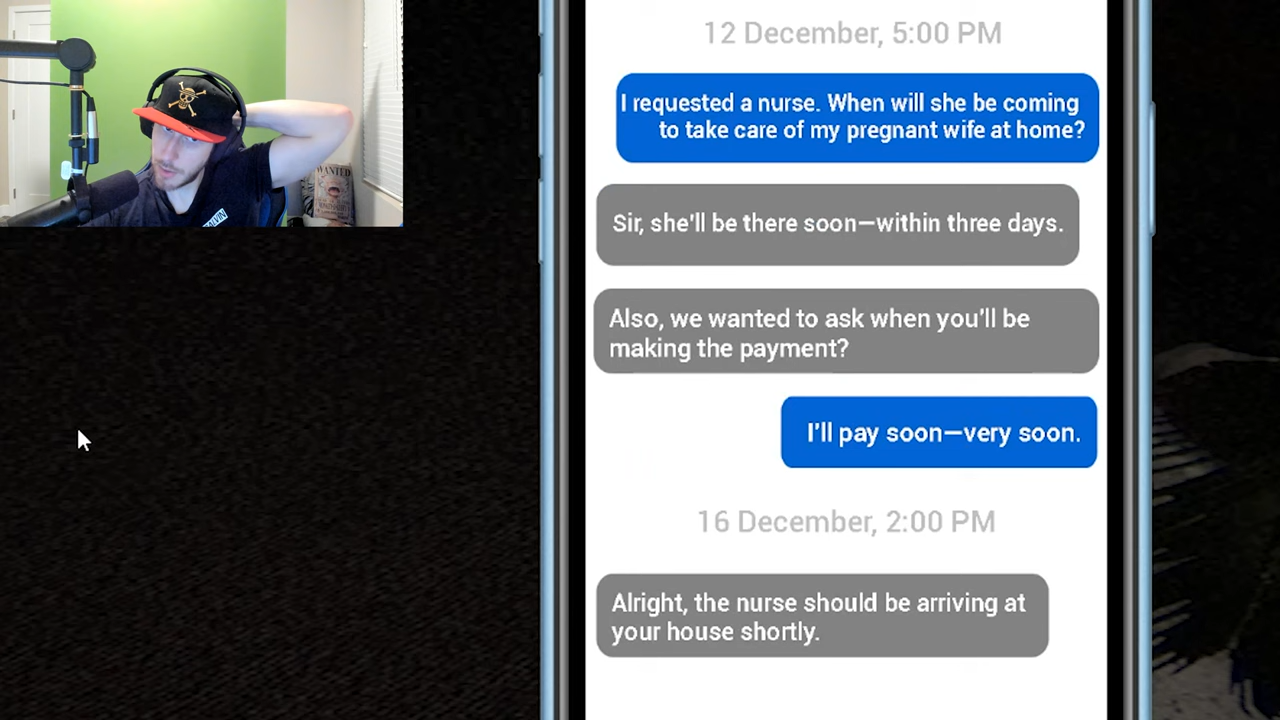 12 December, 5:00 PM
I requested a nurse. When will she be coming
to take care of my pregnant wife at home?
Sir, she'll be there soon—within three days.
Also, we wanted to ask when you'll be
making the payment?
I'll pay soon—very soon.
16 December, 2:00 PM
Alright, the nurse should be arriving at
your house shortly.
WANTED